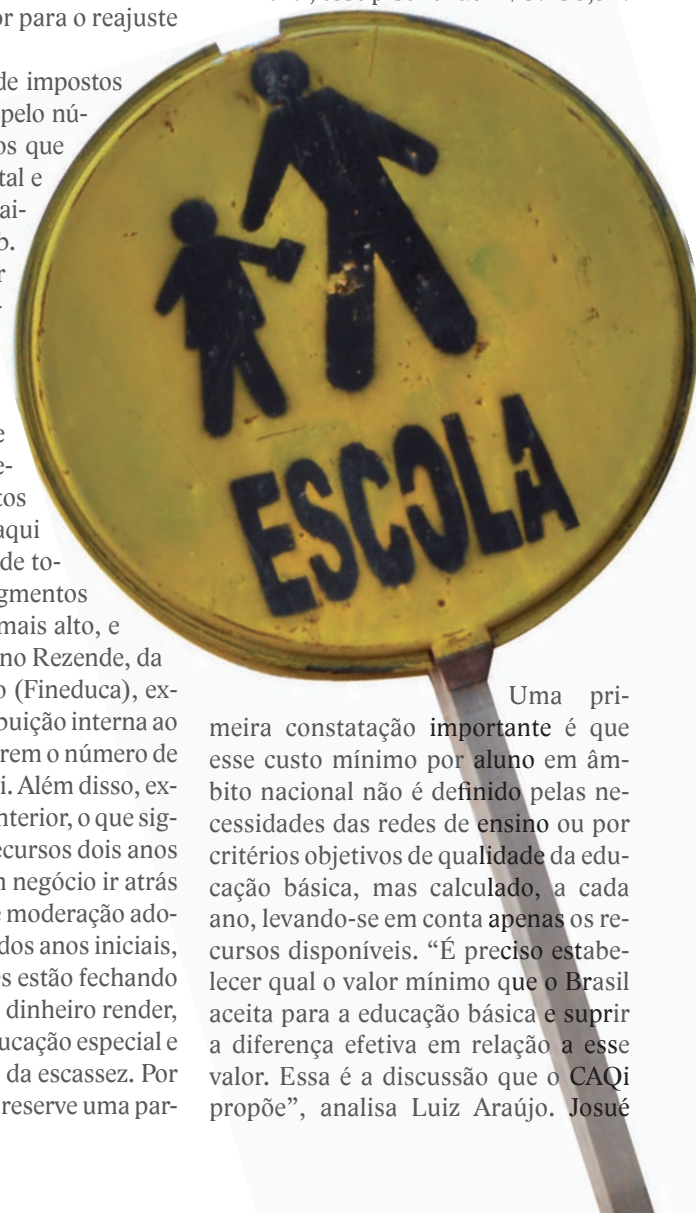 or para o reajuste
de impostos
pelo nú-
os que
tal e
ai-
b.
r
-
e
e-
tos
aqui
de to-
gmentos
mais alto, e
no Rezende, da
o (Fineduca), ex-
ibuição interna ao
rem o número de
i. Além disso, ex-
nterior, o que sig-
ecursos dois anos
m negócio ir atrás
e moderação ado-
dos anos iniciais,
es estão fechando
dinheiro render,
ucação especial e
da escassez. Por
reserve uma par-
ESCOLA
Uma pri-
meira constatação importante é que
esse custo mínimo por aluno em âm-
bito nacional não é definido pelas ne-
cessidades das redes de ensino ou por
critérios objetivos de qualidade da edu-
cação básica, mas calculado, a cada
ano, levando-se em conta apenas os re-
cursos disponíveis. “É preciso estabe-
lecer qual o valor mínimo que o Brasil
aceita para a educação básica e suprir
a diferença efetiva em relação a esse
valor. Essa é a discussão que o CAQi
propõe”, analisa Luiz Araújo. Josué